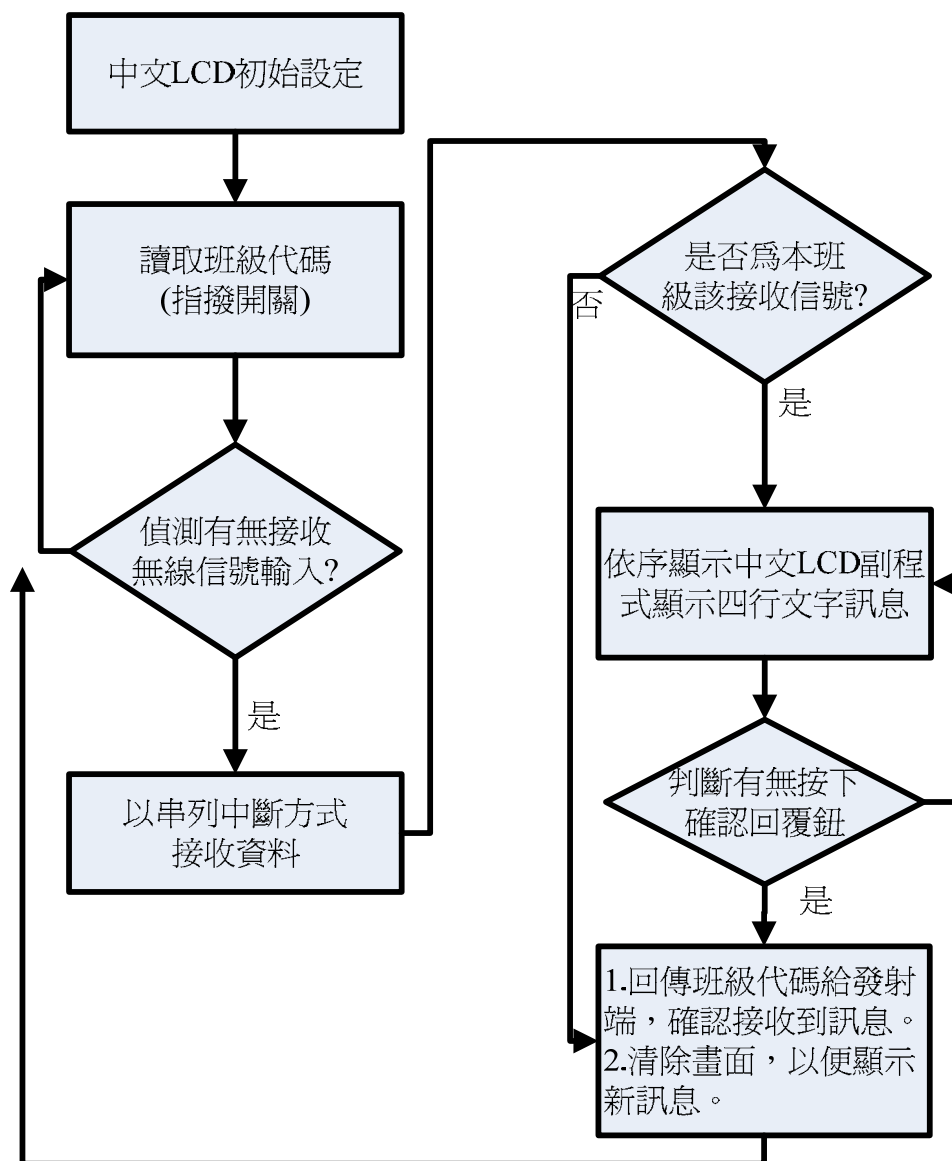 中文LCD初始設定
讀取班級代碼
(指撥開關)
偵測有無接收
無線信號輸入?
是
以串列中斷方式
接收資料
是否爲本班
級該接收信號?
否
是
依序顯示中文LCD副程
式顯示四行文字訊息
判斷有無按下
確認回覆鈕
是
1.回傳班級代碼給發射
端，確認接收到訊息。
2.清除畫面，以便顯示
新訊息。